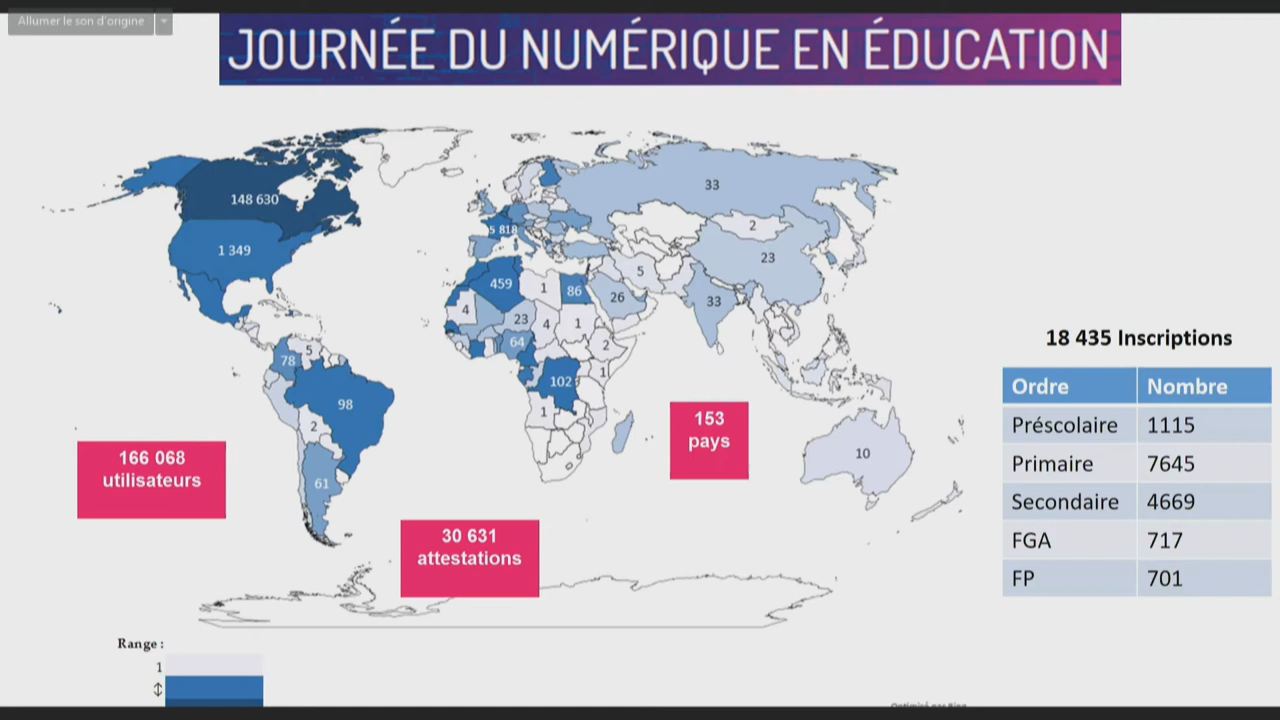 Allumer le son d'origine
JOURNÉE DU NUMÉRIQUE EN ÉDUCATION
148 630
1 349
33
2
23
5 818
5
459
1
86
26
33
4
23
4
1
64
2
78
5
102
1
98
1
2
10
61
153
pays
166 068
utilisateurs
30 631
attestations
18 435 Inscriptions
Ordre Nombre
Préscolaire 1115
Primaire 7645
Secondaire 4669
FGA 717
FP 701
Range :
1